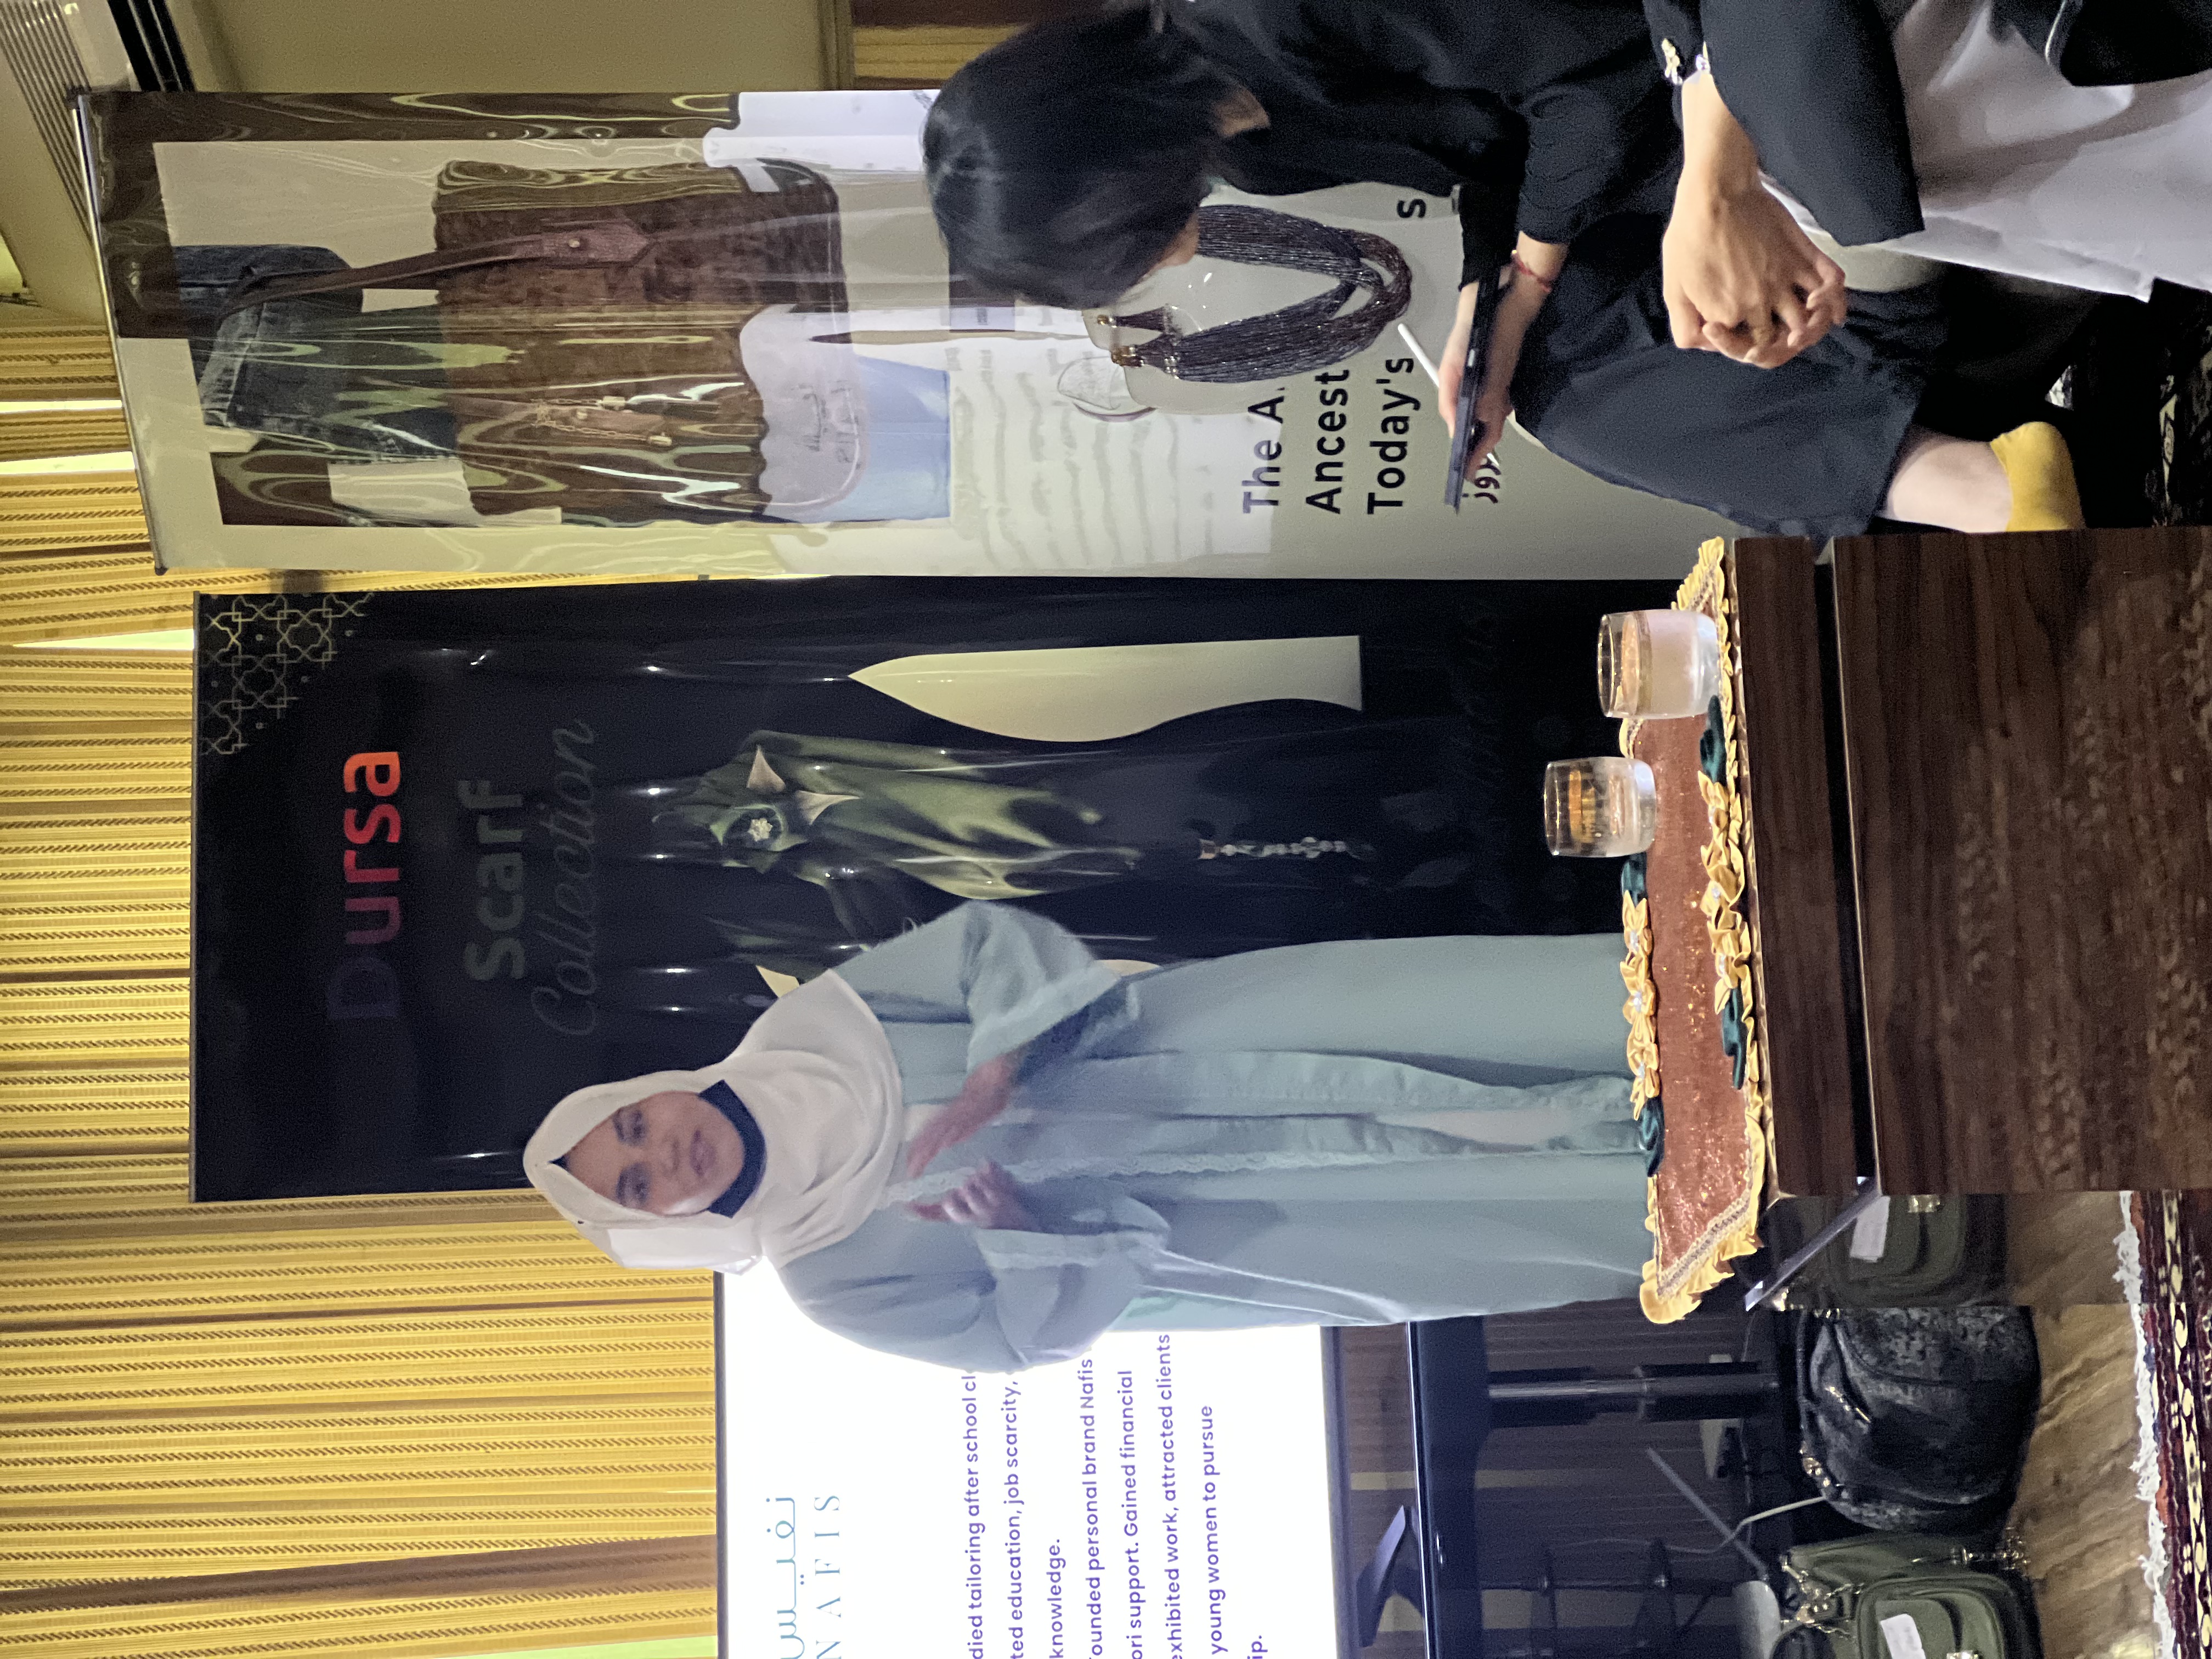 نفیس
NAFIS
died tailoring after school cl
ted education, job scarcity,
knowledge.
ounded personal brand Nafis
ori support. Gained financial
exhibited work, attracted clients
young women to pursue
ip.
Dursa
Scarf
Collection
The A
Ancest
Today's s